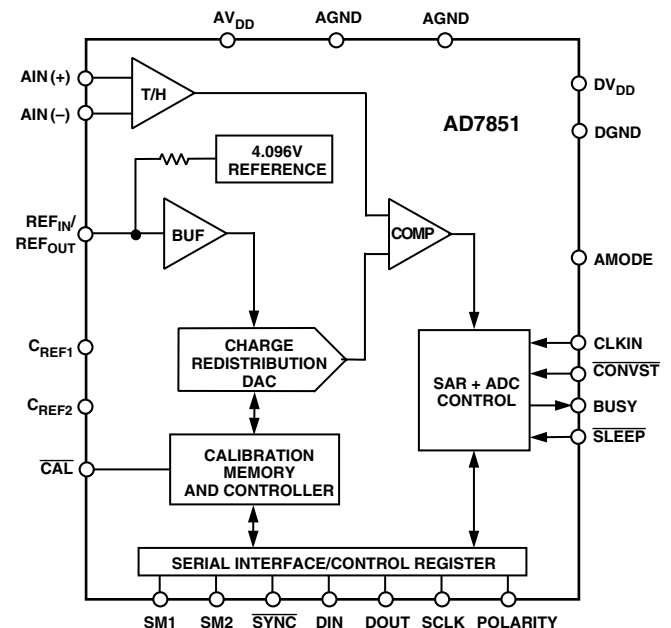 AVDD AGND AGND
AIN (+)
T/H
AIN (–)
AD7851
DVDD
DGND
4.096V
REFERENCE
REFIN/
REFOUT
BUF
COMP
AMODE
CREF1
CHARGE
REDISTRIBUTION
DAC
CREF2
SAR + ADC
CONTROL
CLKIN
CONVST
BUSY
SLEEP
CAL
CALIBRATION
MEMORY
AND CONTROLLER
SERIAL INTERFACE/CONTROL REGISTER
SM1 SM2 SYNC DIN DOUT SCLK POLARITY